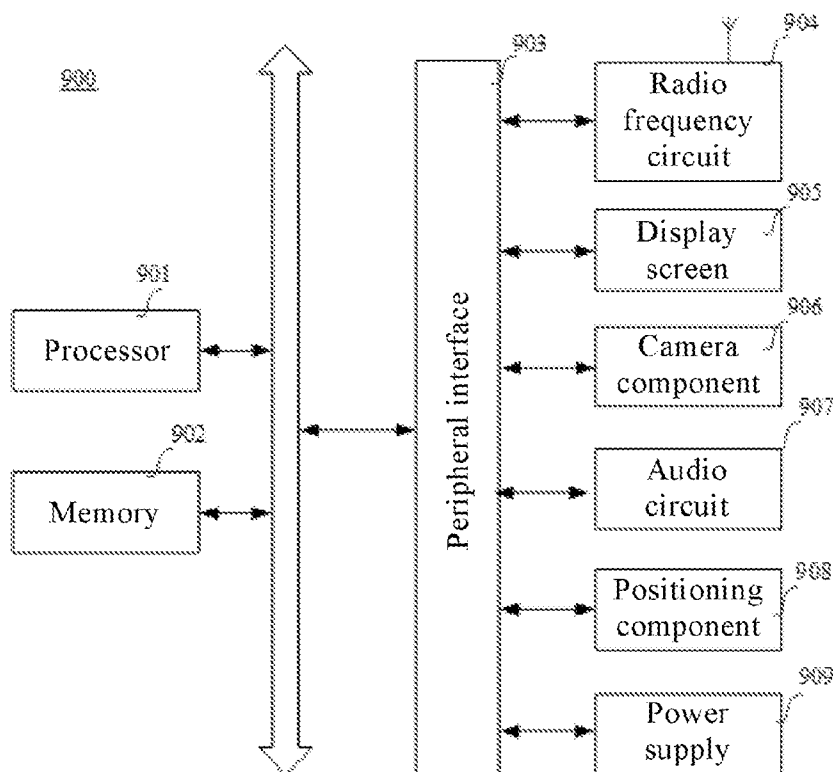 900
903
904
Radio
frequency
circuit
905
Display
screen
901
Processor
906
Camera
component
Peripheral interface
907
Audio
circuit
902
Memory
908
Positioning
component
909
Power
supply